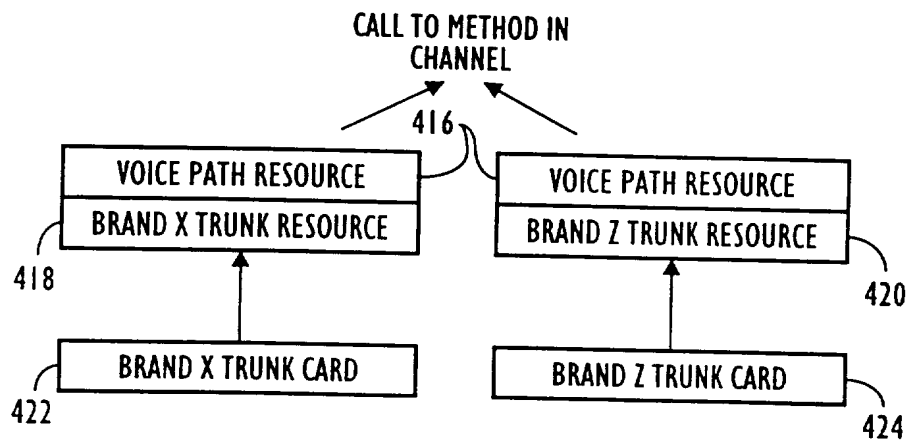 CALL TO METHOD IN
CHANNEL
416
VOICE PATH RESOURCE
BRAND X TRUNK RESOURCE
418
VOICE PATH RESOURCE
BRAND Z TRUNK RESOURCE
420
BRAND X TRUNK CARD
422
BRAND Z TRUNK CARD
424